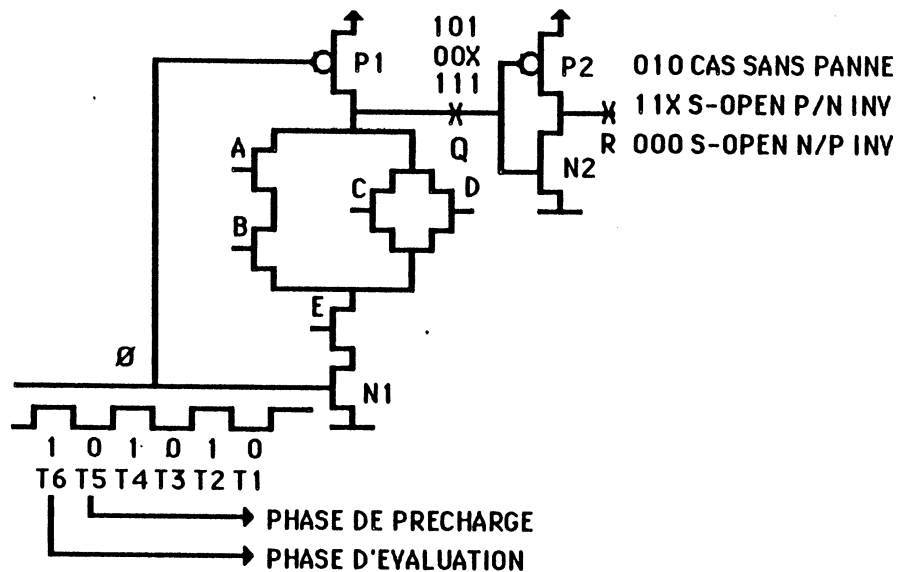 101
00X
111
P1
P2
010 CAS SANS PANNE
11X S-OPEN P/N INV
R 000 S-OPEN N/P INV
Q
N2
A
C
D
B
E
Ø
N1
1 0 1 0 1 0
T6 T5 T4 T3 T2 T1
PHASE DE PRECHARGE
PHASE D'EVALUATION